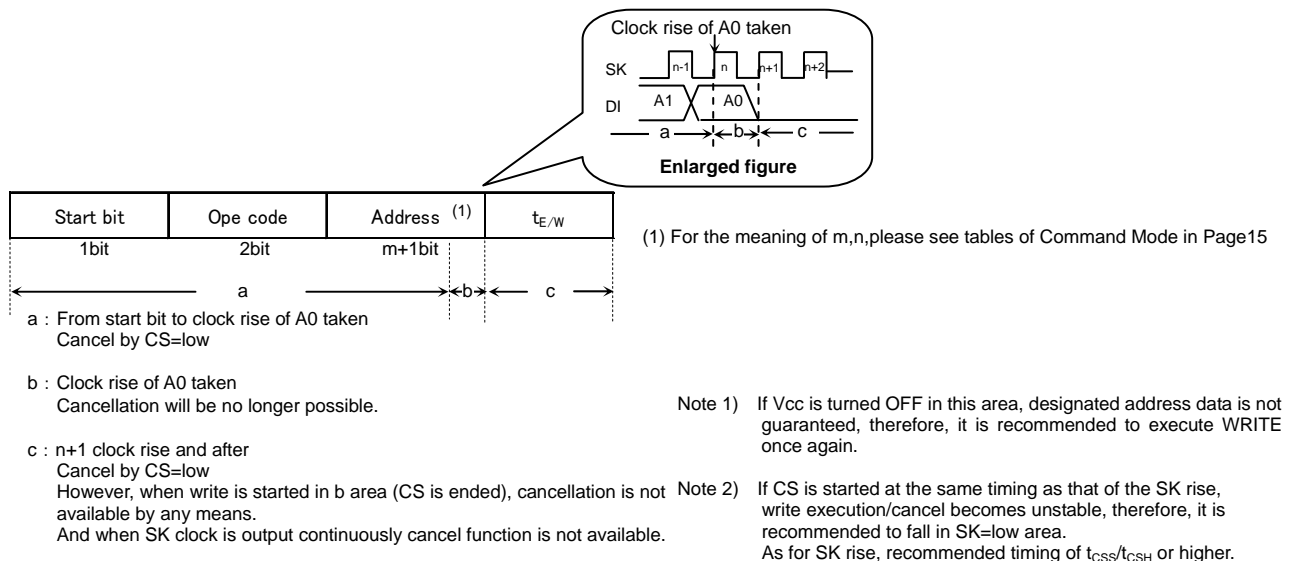 Clock rise of A0 taken
SK
n-1
n
n+1
n+2
DI
A1
A0
a
b
c
Enlarged figure
Start bit
Ope code
Address (1)
tE/W
1bit
2bit
m+1bit
(1) For the meaning of m,n,please see tables of Command Mode in Page15
a
b
c
a : From start bit to clock rise of A0 taken
Cancel by CS=low
b : Clock rise of A0 taken
Cancellation will be no longer possible.
c : n+1 clock rise and after
Cancel by CS=low
However, when write is started in b area (CS is ended), cancellation is not
available by any means.
And when SK clock is output continuously cancel function is not available.
Note 1) If Vcc is turned OFF in this area, designated address data is not
guaranteed, therefore, it is recommended to execute WRITE
once again.
Note 2) If CS is started at the same timing as that of the SK rise,
write execution/cancel becomes unstable, therefore, it is
recommended to fall in SK=low area.
As for SK rise, recommended timing of tCSS/tCSH or higher.